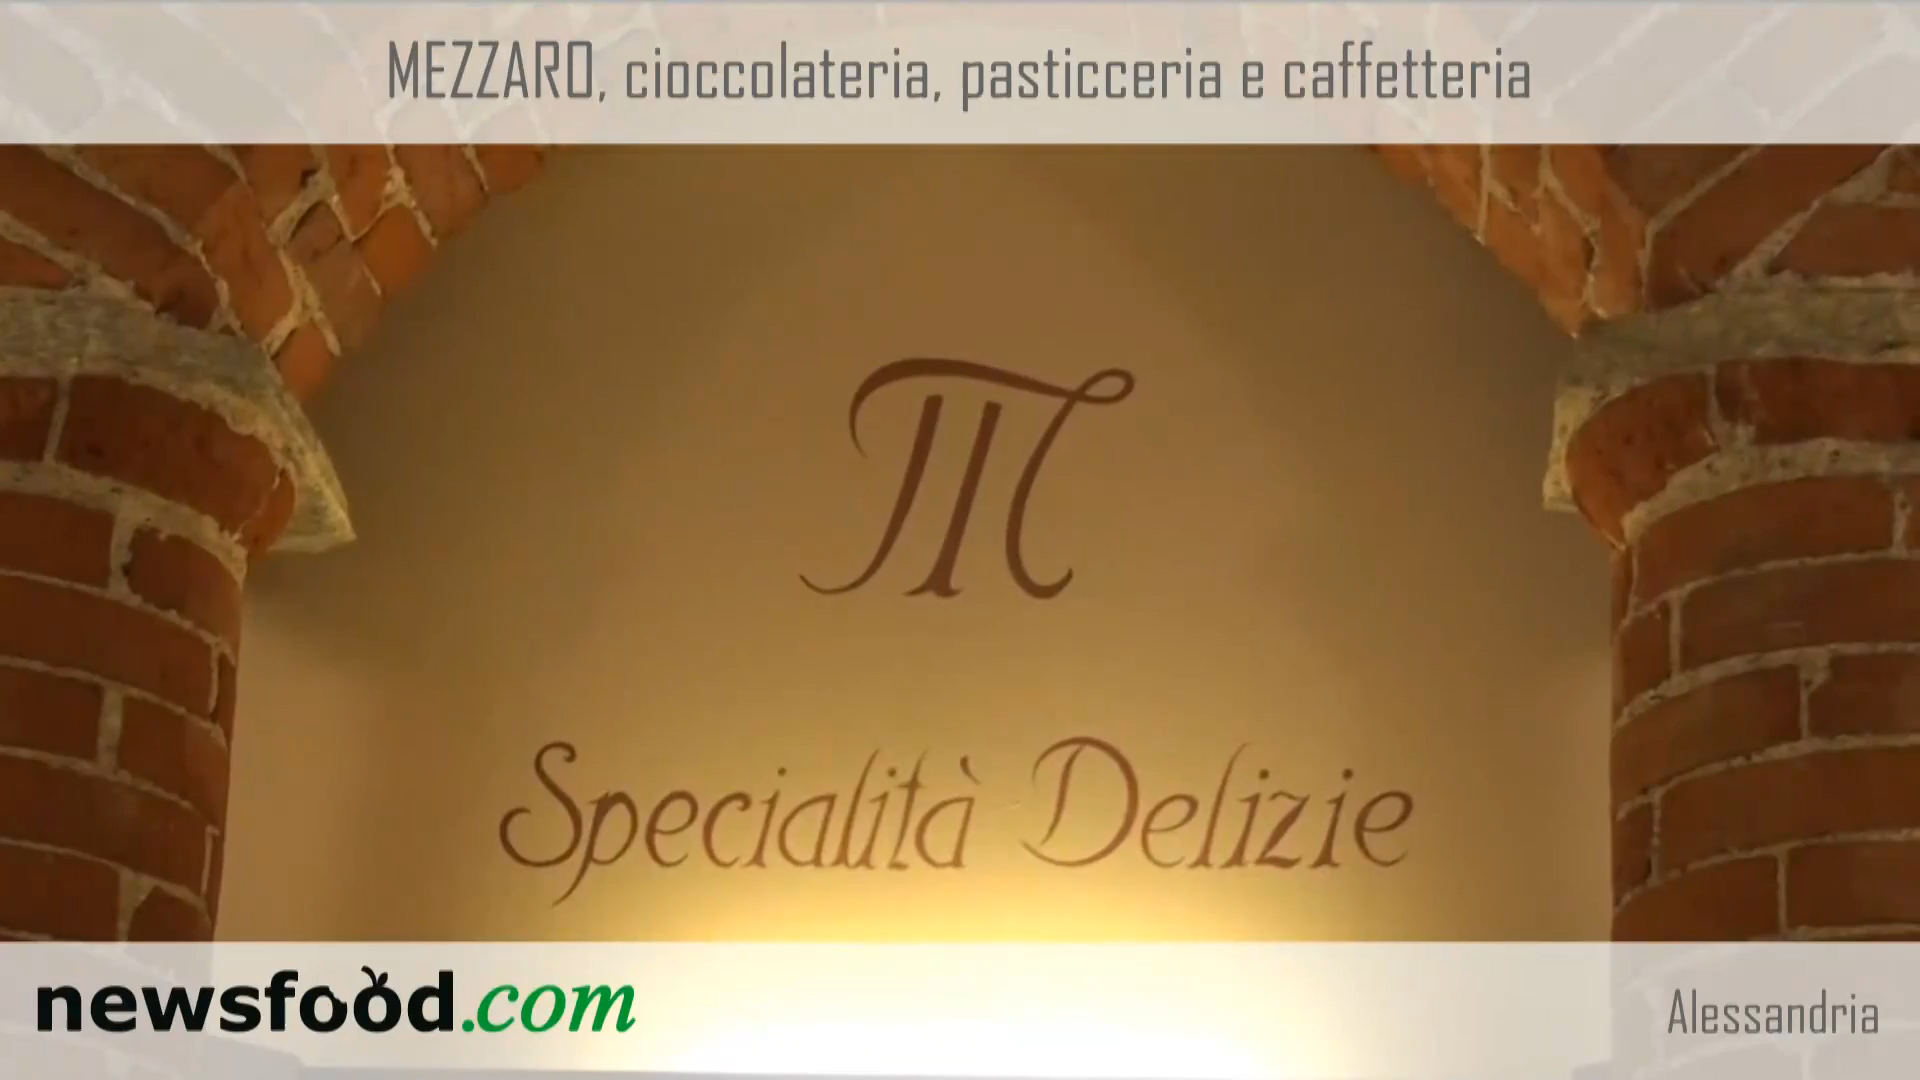 MEZZARO, cioccolateria, pasticceria e caffetteria
M
Specialità Delizie
newsfood.com
Alessandria